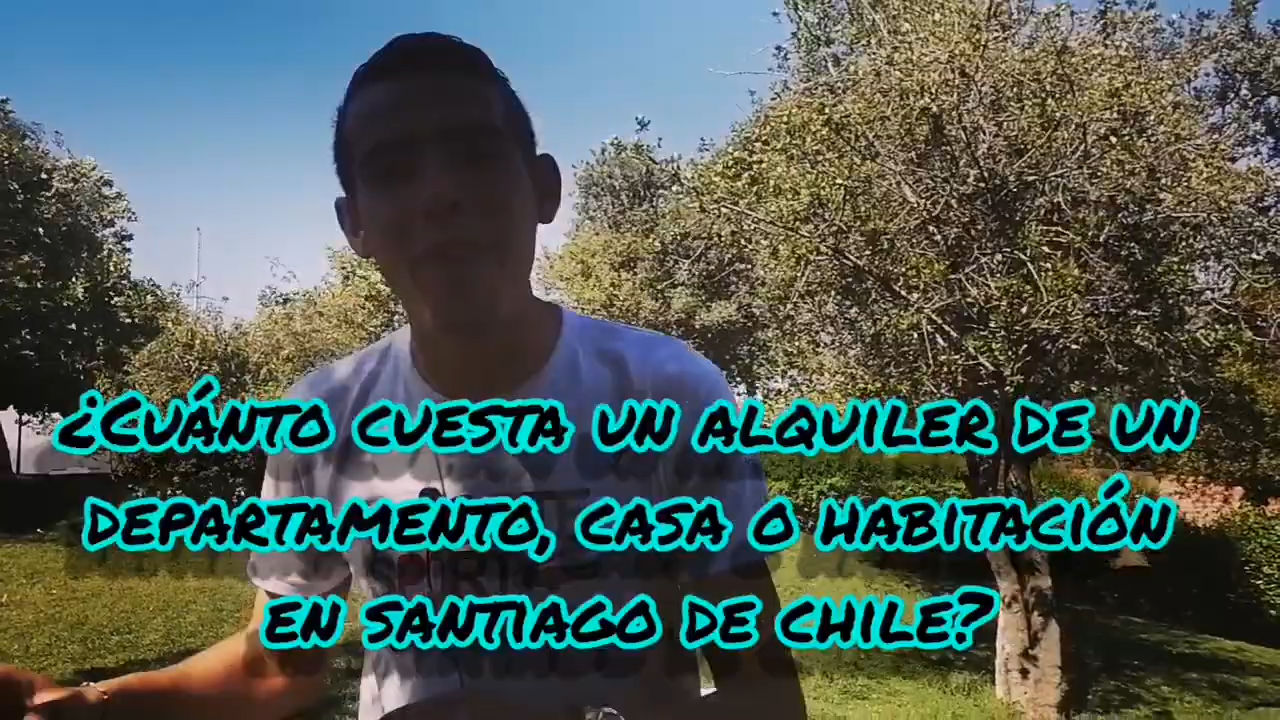 ¿Cuánto cuesta un alquiler de un
departamento, casa o habitación
en Santiago de Chile?